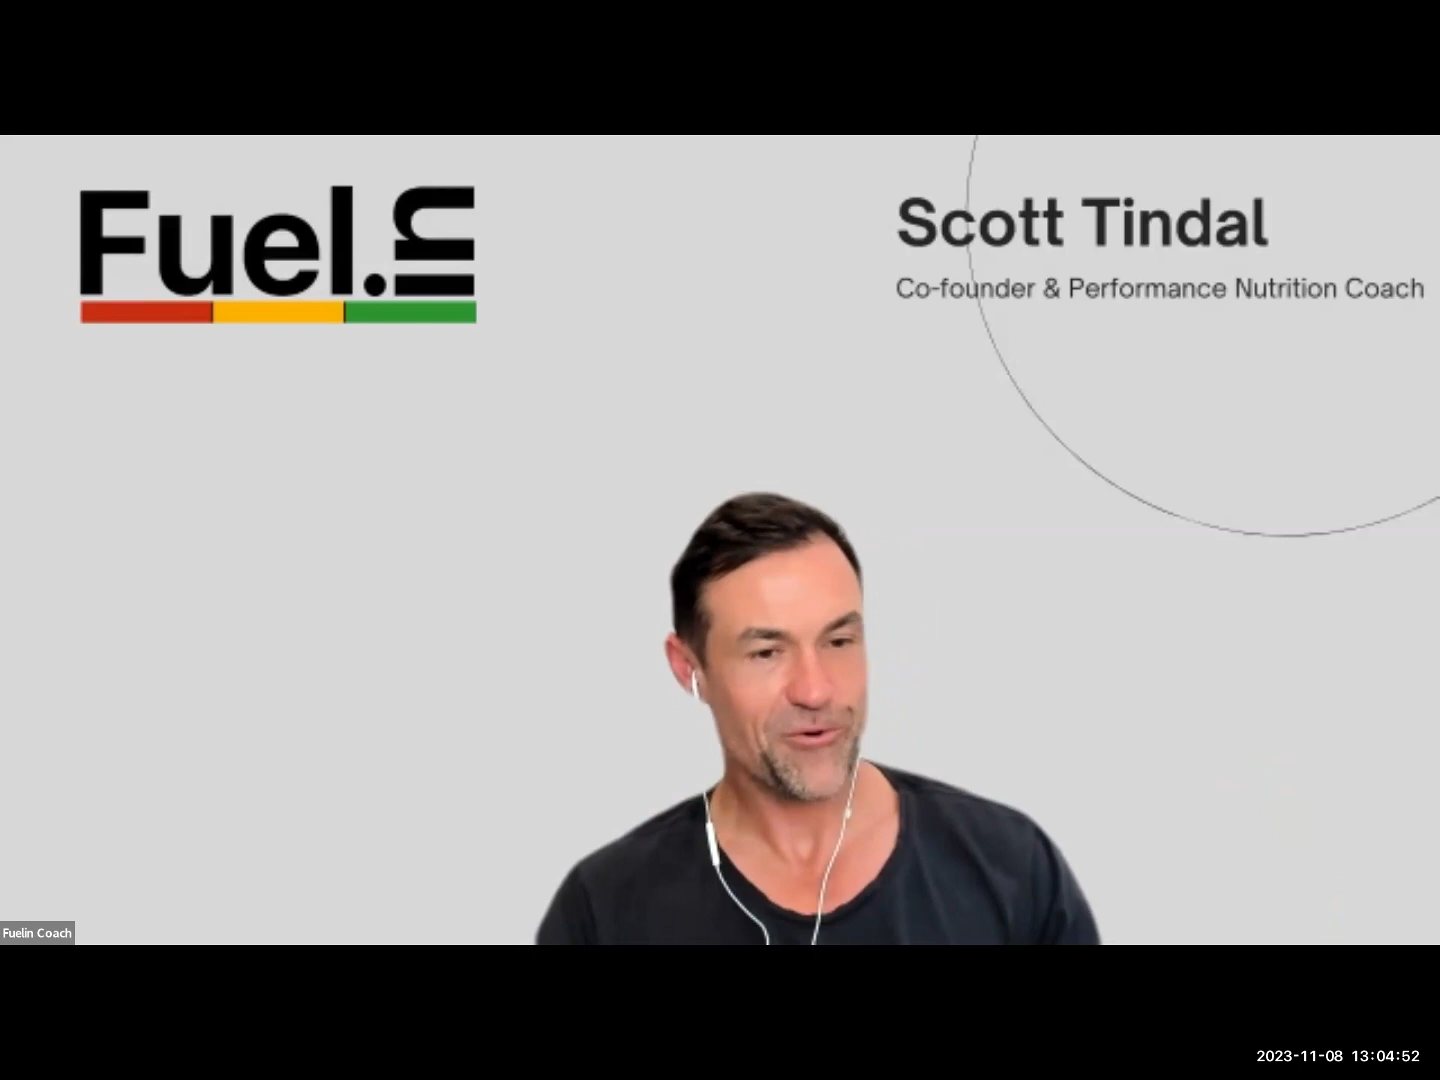 Fuel.in
Scott Tindal
Co-founder & Performance Nutrition Coach
Fuelin Coach
2023-11-08 13:04:52